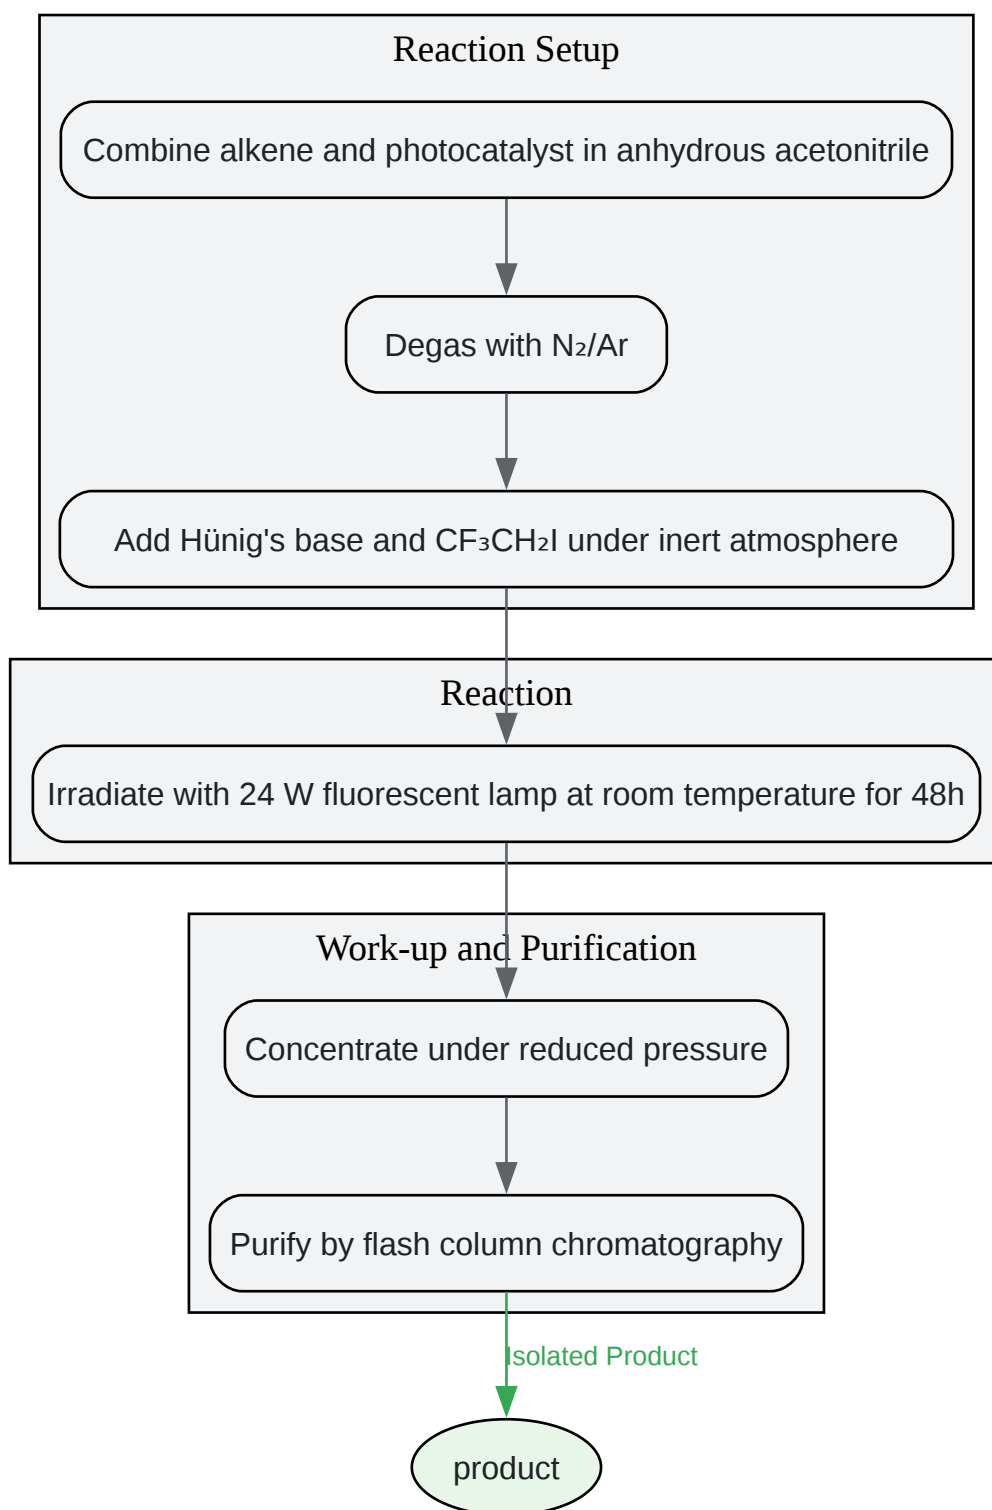 Reaction Setup
Combine alkene and photocatalyst in anhydrous acetonitrile
Degas with N₂/Ar
Add Hünig's base and CF₃CH₂I under inert atmosphere
Reaction
Irradiate with 24 W fluorescent lamp at room temperature for 48h
Work-up and Purification
Concentrate under reduced pressure
Purify by flash column chromatography
Isolated Product
product